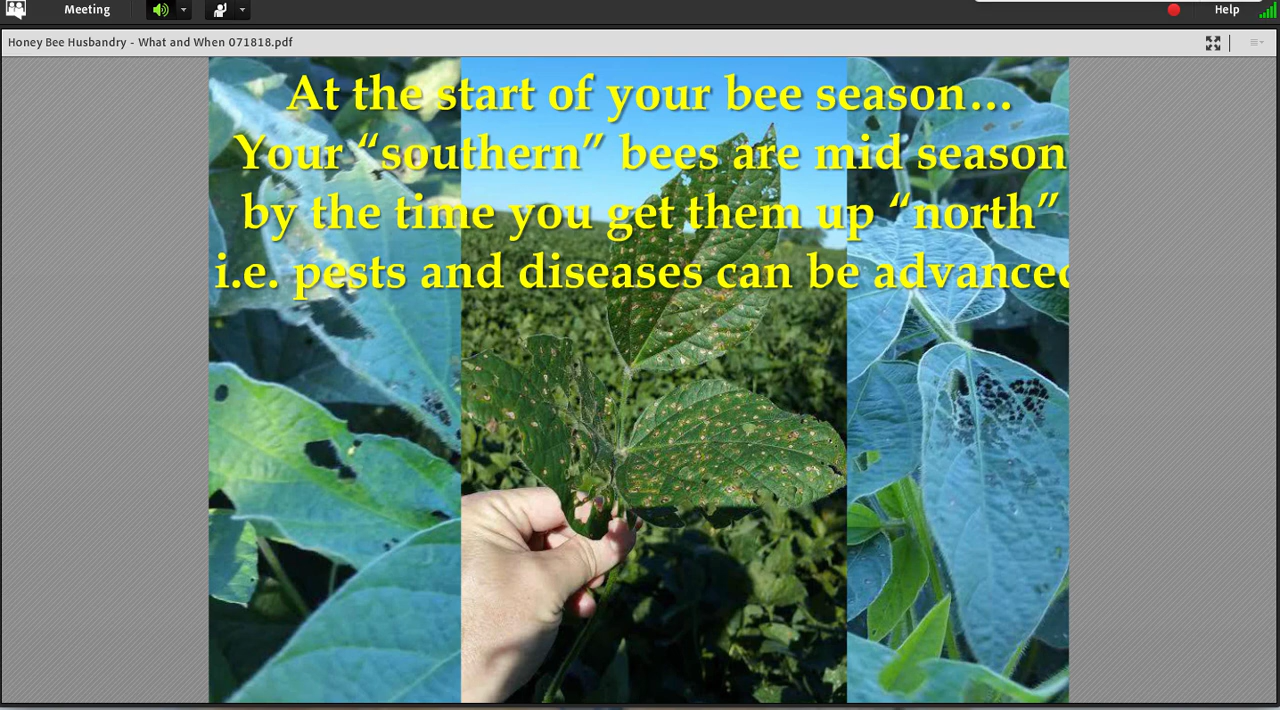 Meeting
Help
Honey Bee Husbandry - What and When 071818.pdf
At the start of your bee season...
Your “southern” bees are mid season
by the time you get them up “north”
i.e. pests and diseases can be advanced